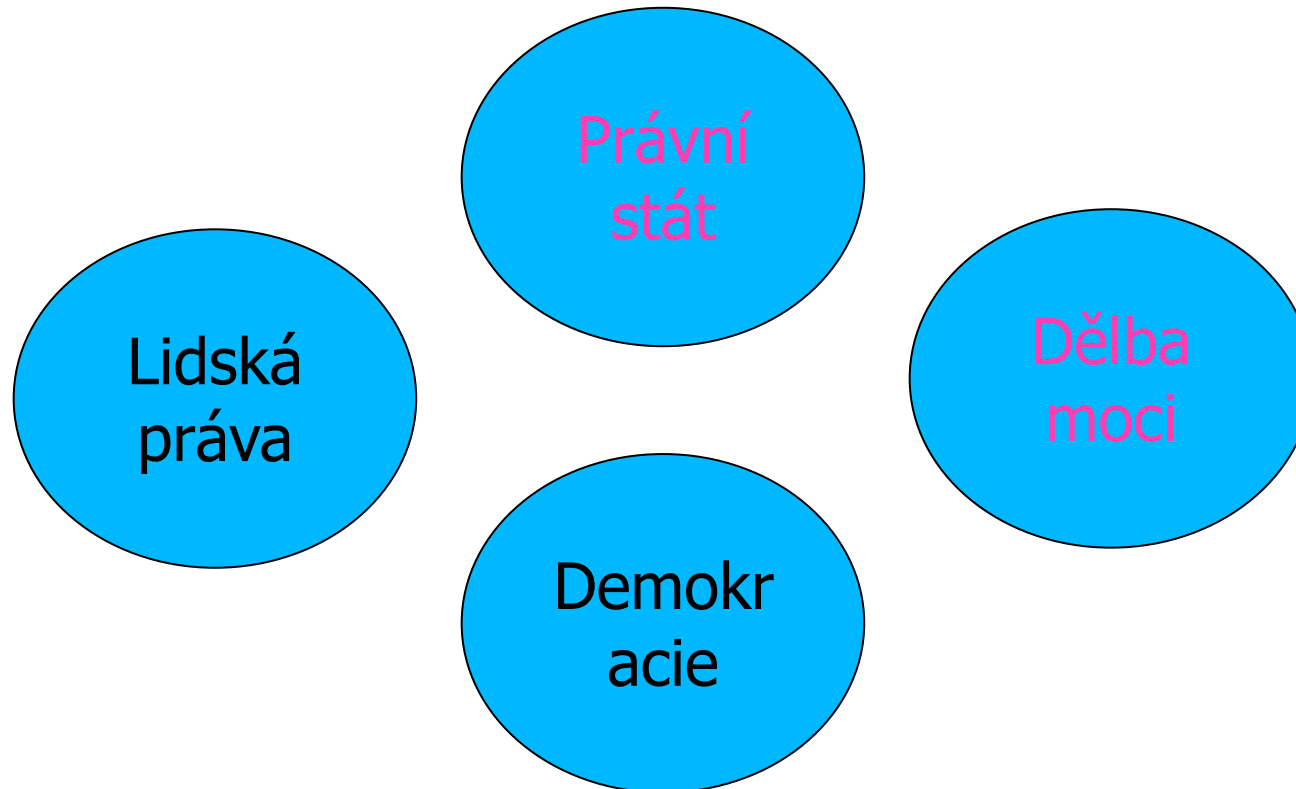 Právní
stát
Lidská
práva
Dělba
moci
Demokr
acie